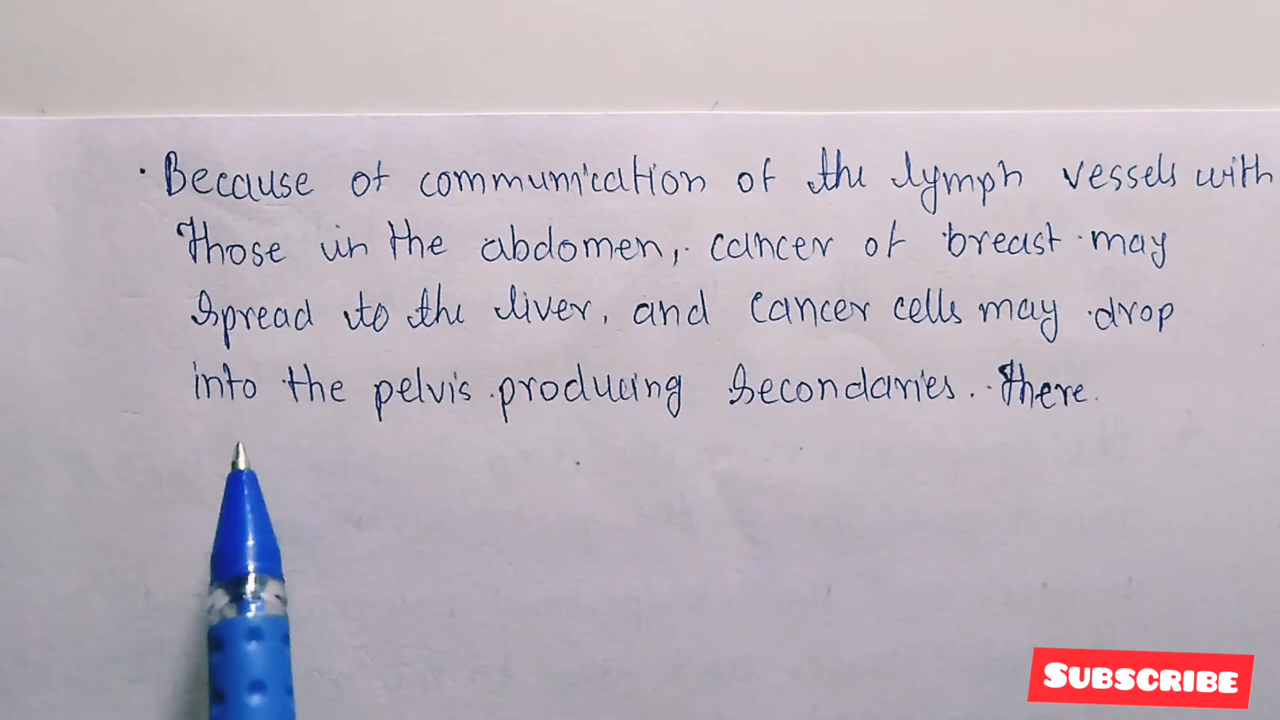 · Because of communication of the lymph vessels with
those in the abdomen, cancer of breast may
spread to the liver, and cancer cells may drop
into the pelvis producing secondaries. There.
SUBSCRIBE